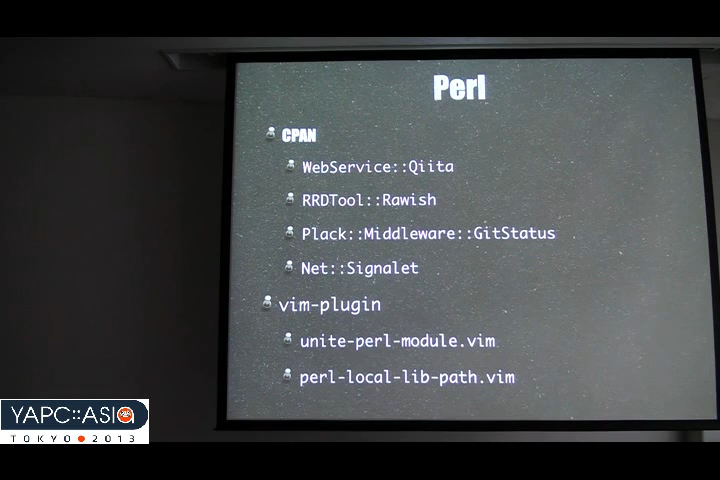 Perl
CPAN
WebService::Qiita
RRDTool::Rawish
Plack::Middleware::GitStatus
Net::Signalet
vim-plugin
unite-perl-module.vim
perl-local-lib-path.vim
YAPC::ASIA
TOKYO 2013